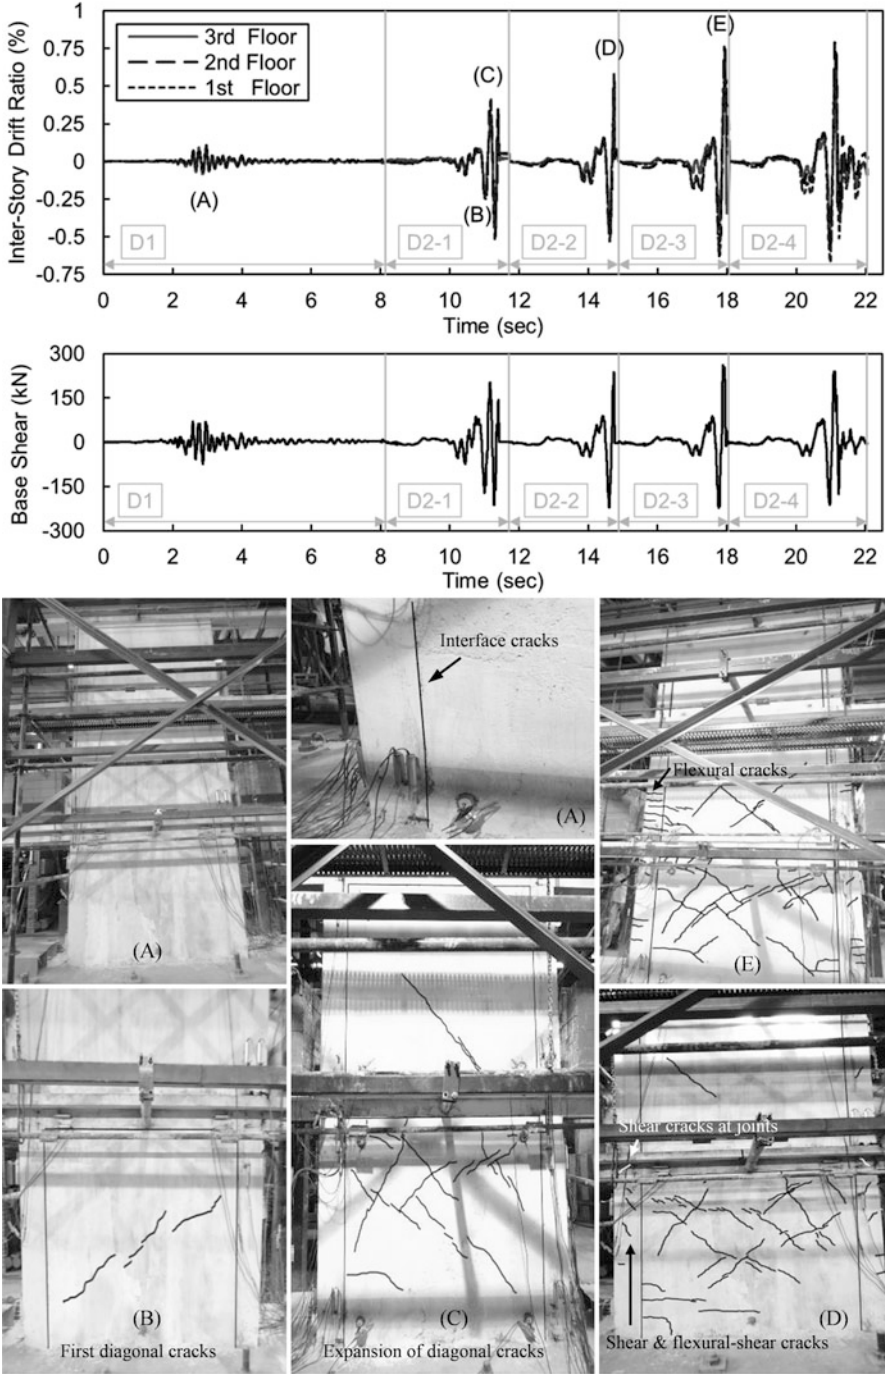 1
0.75
0.5
0.25
0
-0.25
-0.5
-0.75
Inter-Story Drift Ratio (%)
3rd Floor
2nd Floor
1st Floor
(A)
(B)
(C)
(D)
(E)
D1
D2-1
D2-2
D2-3
D2-4
0 2 4 6 8 10 12 14 16 18 20 22
Time (sec)
300
150
0
-150
-300
Base Shear (kN)
D1
D2-1
D2-2
D2-3
D2-4
0 2 4 6 8 10 12 14 16 18 20 22
Time (sec)
(A)
Interface cracks
(A)
Flexural cracks
(E)
(B)
First diagonal cracks
(C)
Expansion of diagonal cracks
Shear cracks at joints
(D)
Shear & flexural-shear cracks